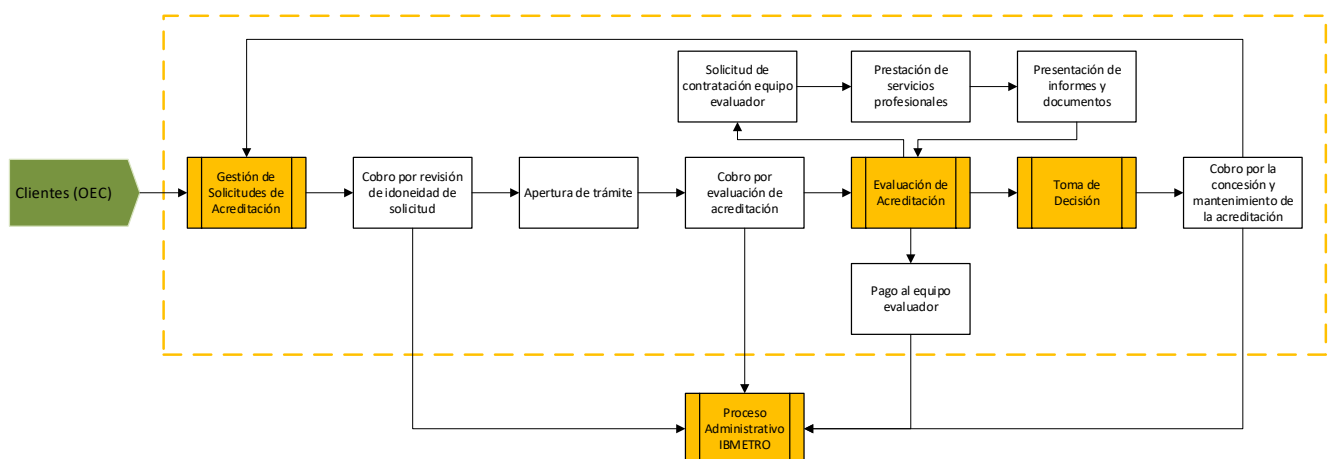 Solicitud de
contratación equipo
evaluador
Prestación de
servicios
profesionales
Presentación de
informes y
documentos
Clientes (OEC)
Gestión de
Solicitudes de
Acreditación
Cobro por revisión
de idoneidad de
solicitud
Apertura de trámite
Cobro por
evaluación de
acreditación
Evaluación de
Acreditación
Toma de
Decisión
Cobro por la
concesión y
mantenimiento de
la acreditación
Pago al equipo
evaluador
Proceso
Administrativo
IBMETRO